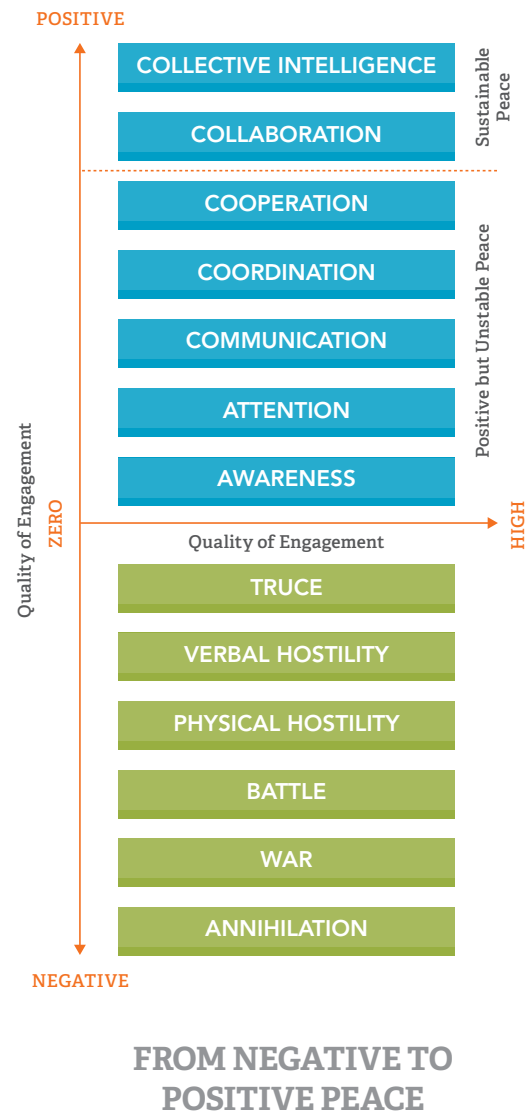 POSITIVE
COLLECTIVE INTELLIGENCE
COLLABORATION
Sustainable
Peace
COOPERATION
COORDINATION
COMMUNICATION
ATTENTION
AWARENESS
Positive but Unstable Peace
Quality of Engagement
ZERO
HIGH
Quality of Engagement
TRUCE
VERBAL HOSTILITY
PHYSICAL HOSTILITY
BATTLE
WAR
ANNIHILATION
NEGATIVE
FROM NEGATIVE TO
POSITIVE PEACE